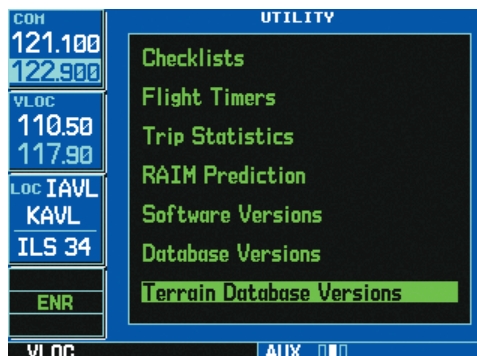 COM
121.100
122.900
VLOC
110.50
117.90
LOC IAVL
KAVL
ILS 34
ENR
VLOC
UTILITY
Checklists
Flight Timers
Trip Statistics
RAIM Prediction
Software Versions
Database Versions
Terrain Database Versions
AUX